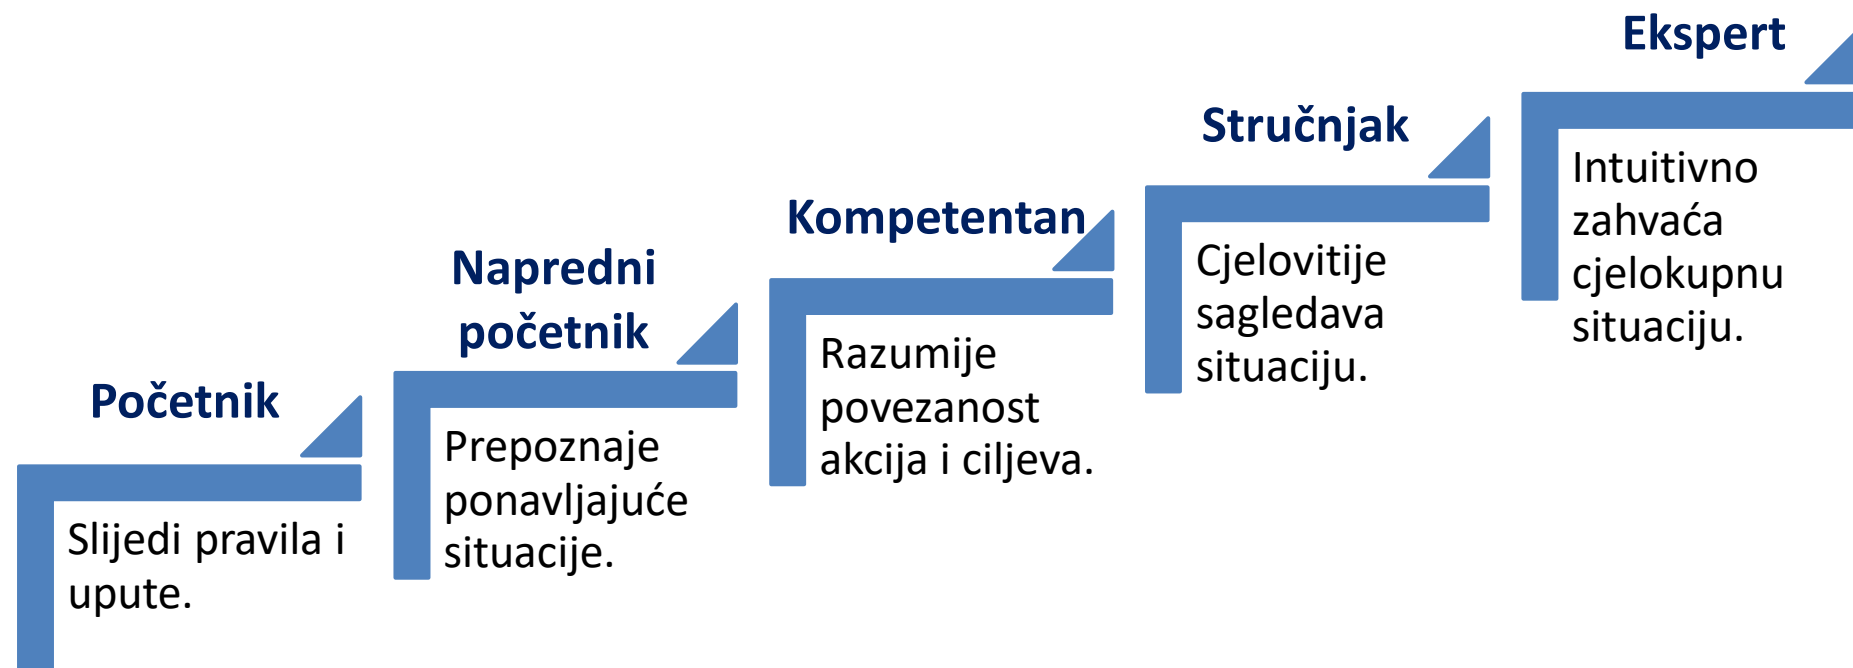 Početnik
Slijedi pravila i
upute.
Napredni
početnik
Prepoznaje
ponavljajuće
situacije.
Kompetentan
Razumije
povezanost
akcija i ciljeva.
Stručnjak
Cjelovitije
sagledava
situaciju.
Ekspert
Intuitivno
zahvaća
cjelokupnu
situaciju.